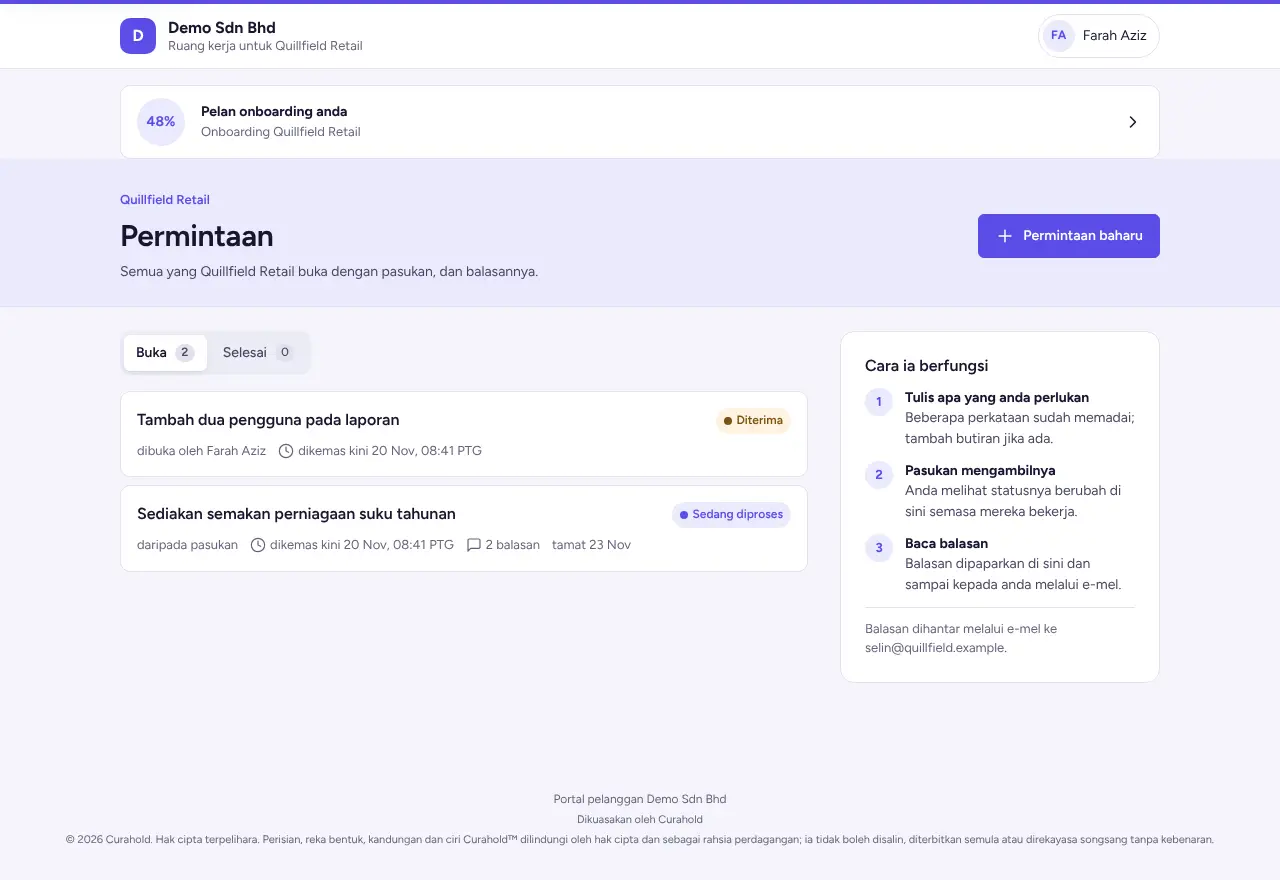 D
Demo Sdn Bhd
Ruang kerja untuk Quillfield Retail
FA
Farah Aziz
48%
Pelan onboarding anda
Onboarding Quillfield Retail
Quillfield Retail
Permintaan
Semua yang Quillfield Retail buka dengan pasukan, dan balasannya.
Permintaan baharu
Buka 2
Selesai 0
Tambah dua pengguna pada laporan
Diterima
dibuka oleh Farah Aziz dikemas kini 20 Nov, 08:41 PTG
Sediakan semakan perniagaan suku tahunan
Sedang diproses
daripada pasukan dikemas kini 20 Nov, 08:41 PTG 2 balasan tamat 23 Nov
Cara ia berfungsi
1
Tulis apa yang anda perlukan
Beberapa perkataan sudah memadai;
tambah butiran jika ada.
2
Pasukan mengambilnya
Anda melihat statusnya berubah di
sini semasa mereka bekerja.
3
Baca balasan
Balasan dipaparkan di sini dan
sampai kepada anda melalui e-mel.
Balasan dihantar melalui e-mel ke
selin@quillfield.example.
Portal pelanggan Demo Sdn Bhd
Dikuasakan oleh Curahold
© 2026 Curahold. Hak cipta terpelihara. Perisian, reka bentuk, kandungan dan ciri Curahold™ dilindungi oleh hak cipta dan sebagai rahsia perdagangan; ia tidak boleh disalin, diterbitkan semula atau direkayasa songsang tanpa kebenaran.